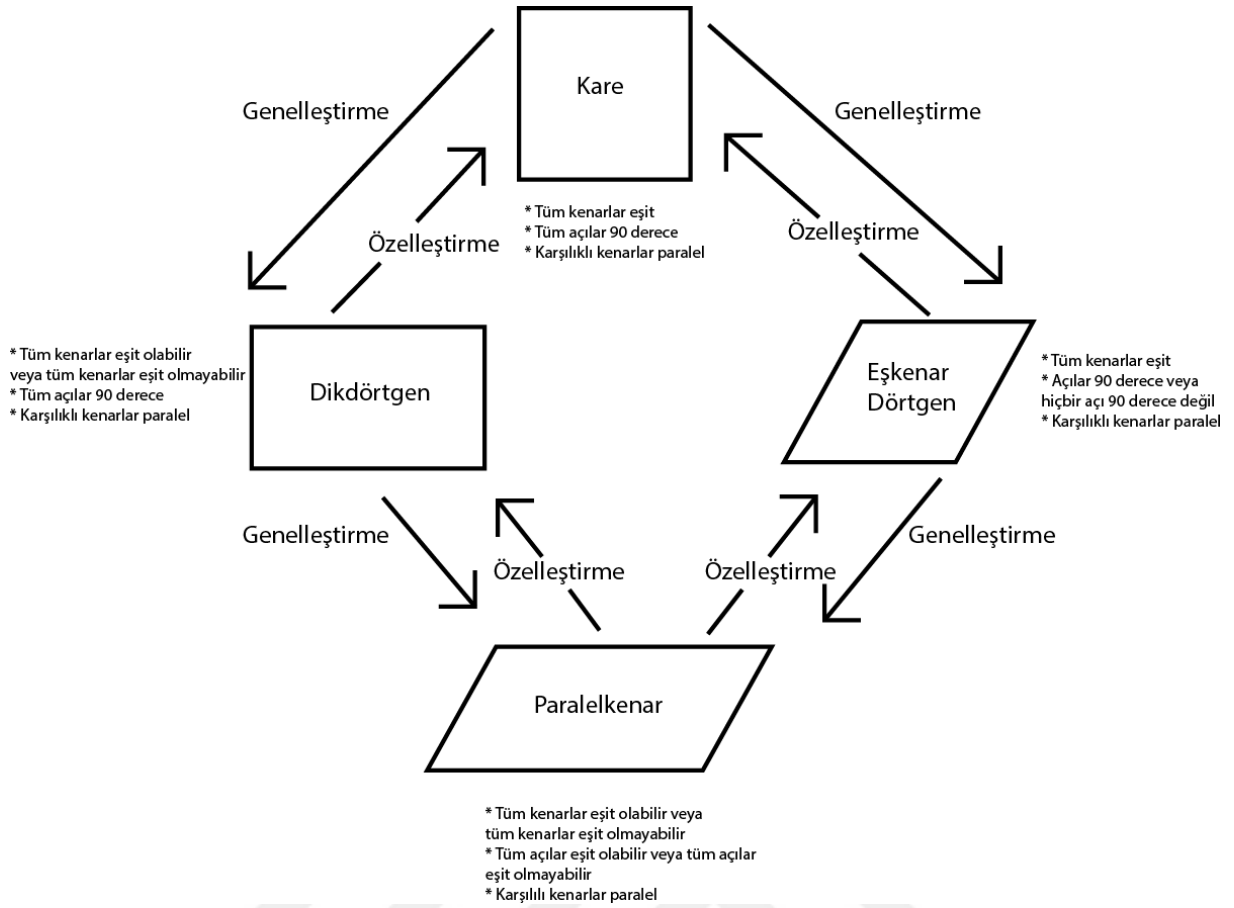 Kare
Genelleştirme
Genelleştirme
* Tüm kenarlar eşit
* Tüm açılar 90 derece
* Karşılıklı kenarlar paralel
Özelleştirme
Özelleştirme
* Tüm kenarlar eşit olabilir
veya tüm kenarlar eşit olmayabilir
* Tüm açılar 90 derece
* Karşılıklı kenarlar paralel
Dikdörtgen
Eşkenar
Dörtgen
* Tüm kenarlar eşit
* Açılar 90 derece veya
hiçbir açı 90 derece değil
* Karşılıklı kenarlar paralel
Genelleştirme
Genelleştirme
Özelleştirme
Özelleştirme
Paralelkenar
* Tüm kenarlar eşit olabilir veya
tüm kenarlar eşit olmayabilir
* Tüm açılar eşit olabilir veya tüm açılar
eşit olmayabilir
* Karşılılı kenarlar paralel